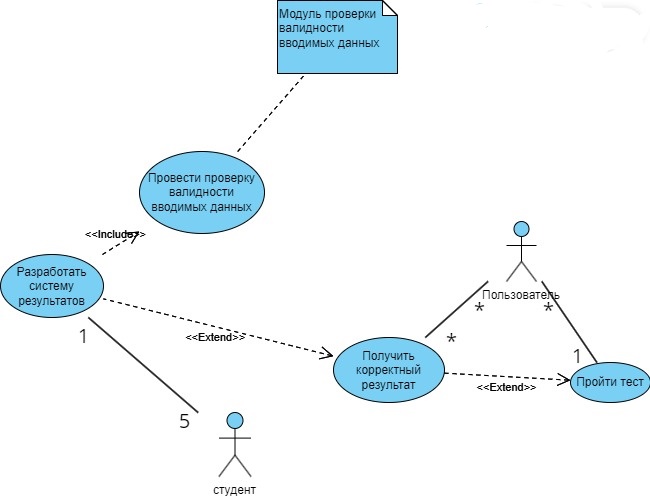 Модуль проверки
валидности
вводимых данных
Провести проверку
валидности
вводимых данных
<<Include>>
Разработать
систему
результатов
Пользователь
*
*
<<Extend>>
1
*
Получить
корректный
результат
1
Пройти тест
<<Extend>>
5
студент